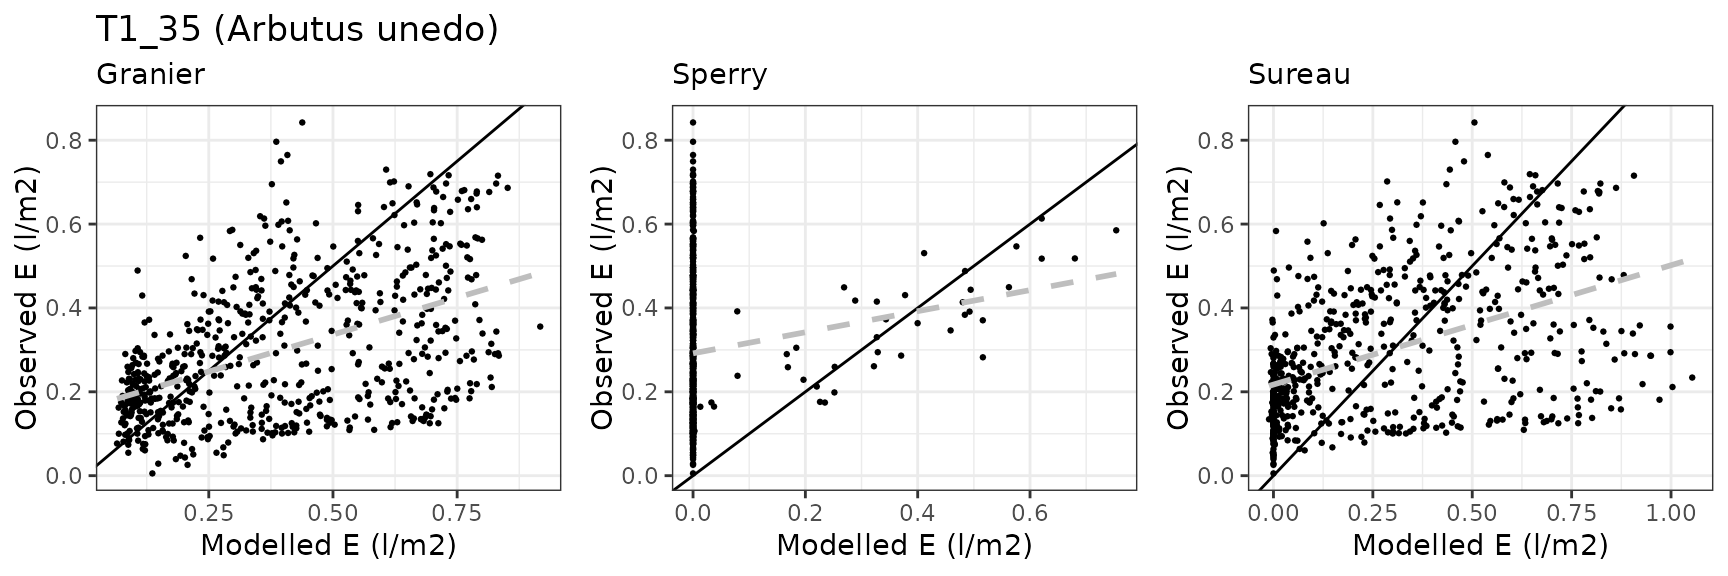 T1_35 (Arbutus unedo)
Granier
Sperry
Sureau
Observed E (l/m2)
0.8
0.6
0.4
0.2
0.0
0.25
0.50
0.75
Modelled E (l/m2)
Observed E (l/m2)
0.8
0.6
0.4
0.2
0.0
0.0
0.2
0.4
0.6
Modelled E (l/m2)
Observed E (l/m2)
0.8
0.6
0.4
0.2
0.0
0.00
0.25
0.50
0.75
1.00
Modelled E (l/m2)